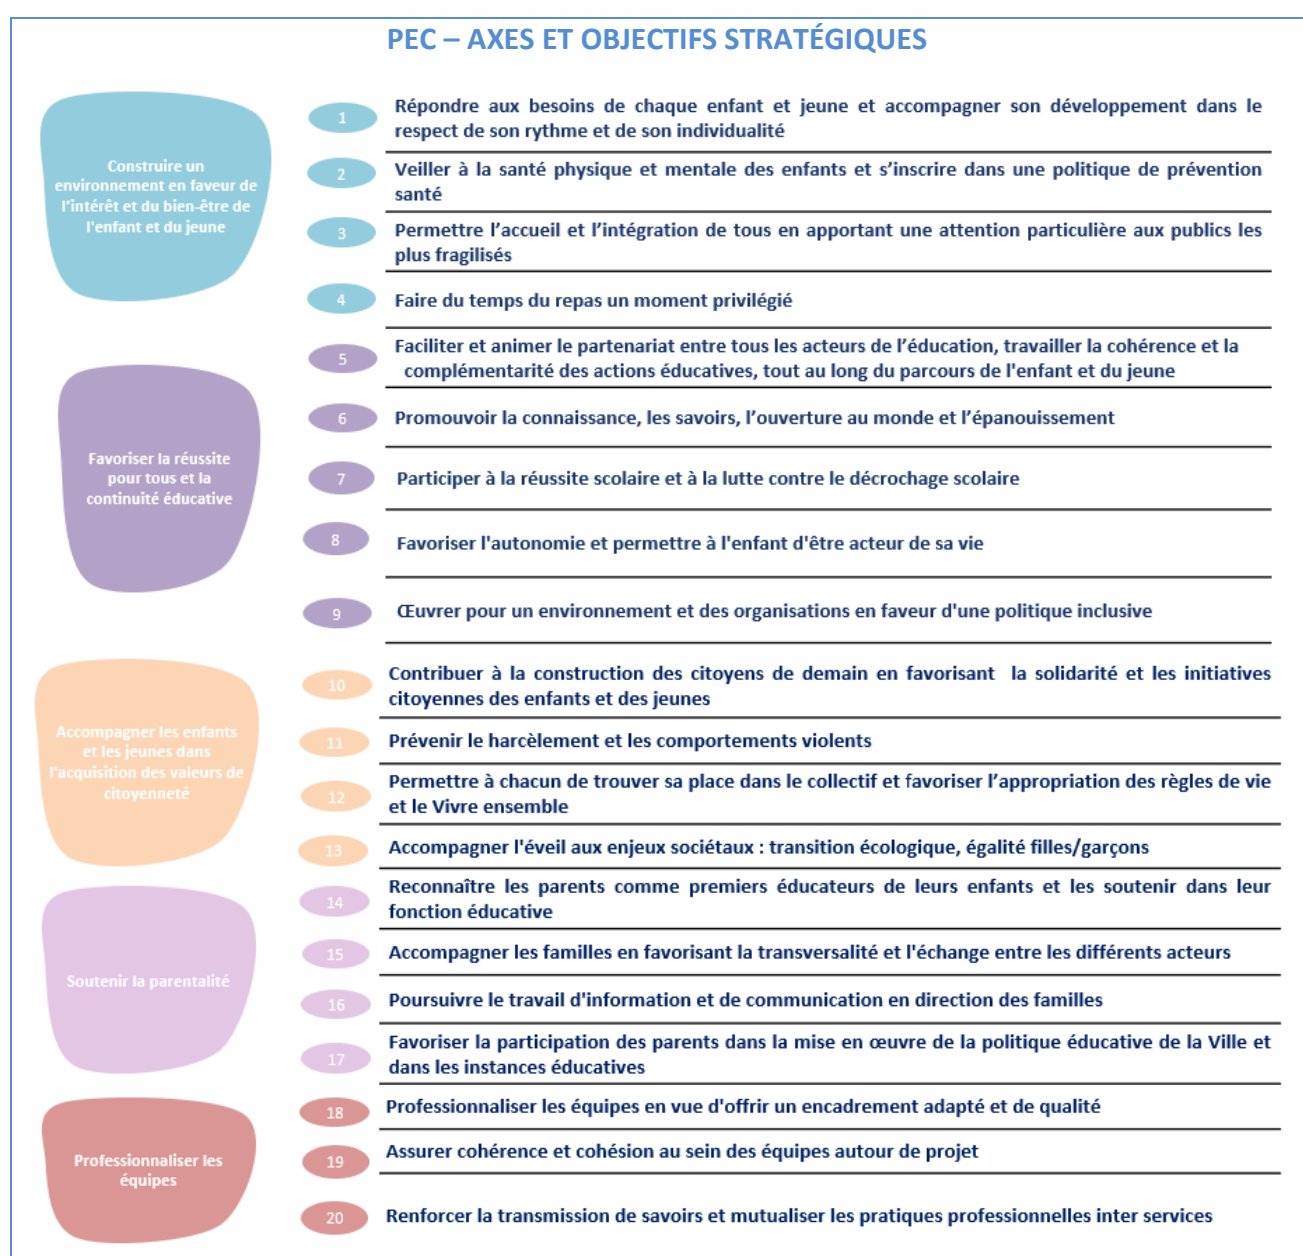 PEC – AXES ET OBJECTIFS STRATÉGIQUES
Construire un
environnement en faveur de
l'intérêt et du bien-être de
l'enfant et du jeune
1
Répondre aux besoins de chaque enfant et jeune et accompagner son développement dans le
respect de son rythme et de son individualité
2
Veiller à la santé physique et mentale des enfants et s’inscrire dans une politique de prévention
santé
3
Permettre l’accueil et l’intégration de tous en apportant une attention particulière aux publics les
plus fragilisés
4
Faire du temps du repas un moment privilégié
Favoriser la réussite
pour tous et la
continuité éducative
5
Faciliter et animer le partenariat entre tous les acteurs de l’éducation, travailler la cohérence et la
complémentarité des actions éducatives, tout au long du parcours de l'enfant et du jeune
6
Promouvoir la connaissance, les savoirs, l’ouverture au monde et l’épanouissement
7
Participer à la réussite scolaire et à la lutte contre le décrochage scolaire
8
Favoriser l'autonomie et permettre à l'enfant d'être acteur de sa vie
9
Œuvrer pour un environnement et des organisations en faveur d'une politique inclusive
Accompagner les enfants
et les jeunes dans
l'acquisition des valeurs de
citoyenneté
10
Contribuer à la construction des citoyens de demain en favorisant la solidarité et les initiatives
citoyennes des enfants et des jeunes
11
Prévenir le harcèlement et les comportements violents
12
Permettre à chacun de trouver sa place dans le collectif et favoriser l’appropriation des règles de vie
et le Vivre ensemble
13
Accompagner l'éveil aux enjeux sociétaux : transition écologique, égalité filles/garçons
Soutenir la parentalité
14
Reconnaître les parents comme premiers éducateurs de leurs enfants et les soutenir dans leur
fonction éducative
15
Accompagner les familles en favorisant la transversalité et l'échange entre les différents acteurs
16
Poursuivre le travail d'information et de communication en direction des familles
17
Favoriser la participation des parents dans la mise en œuvre de la politique éducative de la Ville et
dans les instances éducatives
Professionnaliser les
équipes
18
Professionnaliser les équipes en vue d'offrir un encadrement adapté et de qualité
19
Assurer cohérence et cohésion au sein des équipes autour de projet
20
Renforcer la transmission de savoirs et mutualiser les pratiques professionnelles inter services